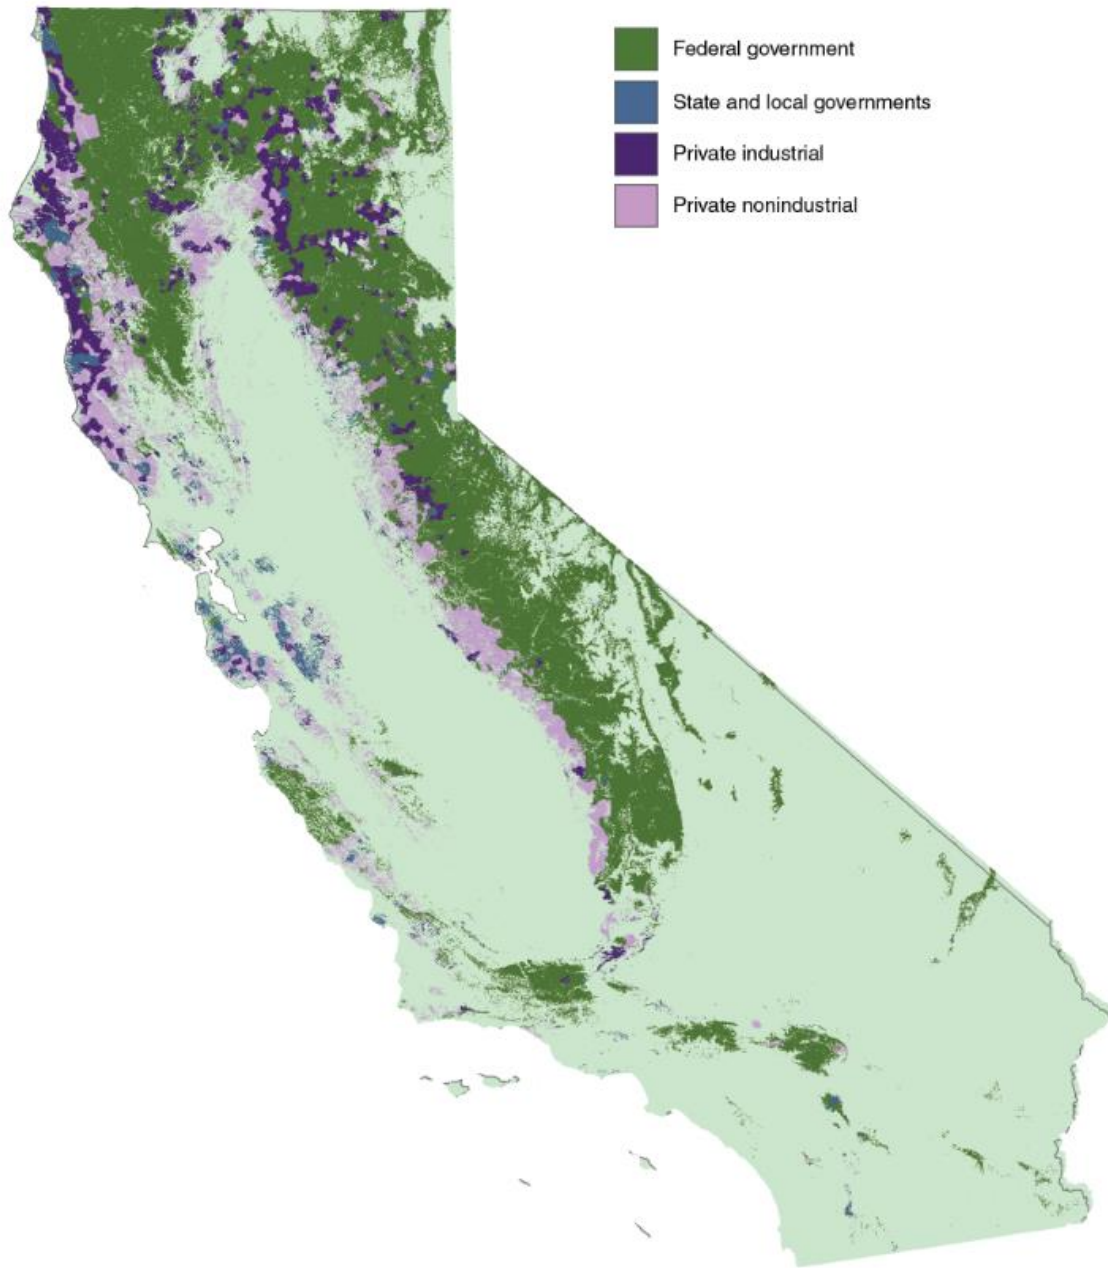 Federal government
State and local governments
Private industrial
Private nonindustrial